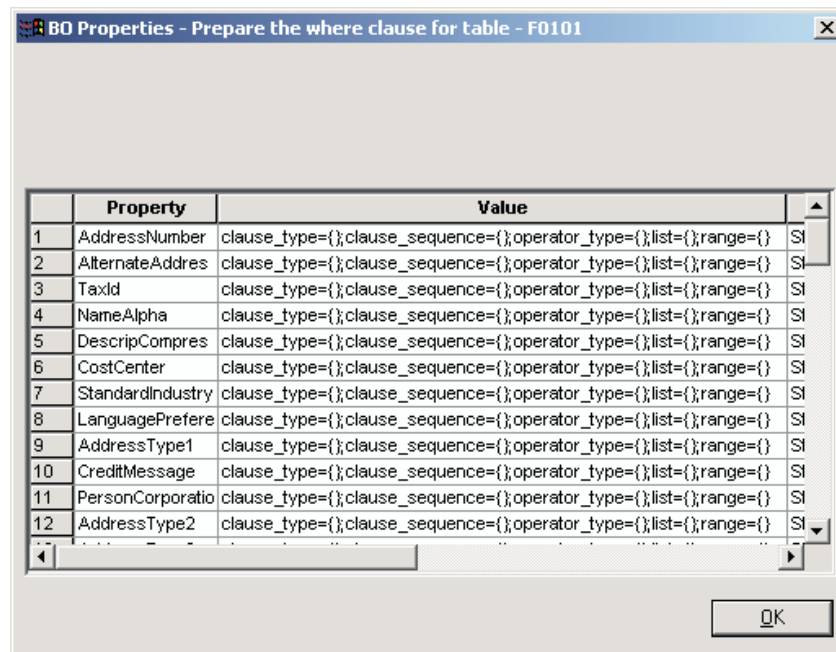 BO Properties - Prepare the where clause for table - F0101
Property Value
1 AddressNumber clause_type={};clause_sequence={};operator_type={};list={};range={}
2 AlternateAddres clause_type={};clause_sequence={};operator_type={};list={};range={}
3 TaxId clause_type={};clause_sequence={};operator_type={};list={};range={}
4 NameAlpha clause_type={};clause_sequence={};operator_type={};list={};range={}
5 DescripCompres clause_type={};clause_sequence={};operator_type={};list={};range={}
6 CostCenter clause_type={};clause_sequence={};operator_type={};list={};range={}
7 StandardIndustry clause_type={};clause_sequence={};operator_type={};list={};range={}
8 LanguagePrefere clause_type={};clause_sequence={};operator_type={};list={};range={}
9 AddressType1 clause_type={};clause_sequence={};operator_type={};list={};range={}
10 CreditMessage clause_type={};clause_sequence={};operator_type={};list={};range={}
11 PersonCorporatio clause_type={};clause_sequence={};operator_type={};list={};range={}
12 AddressType2 clause_type={};clause_sequence={};operator_type={};list={};range={}
OK